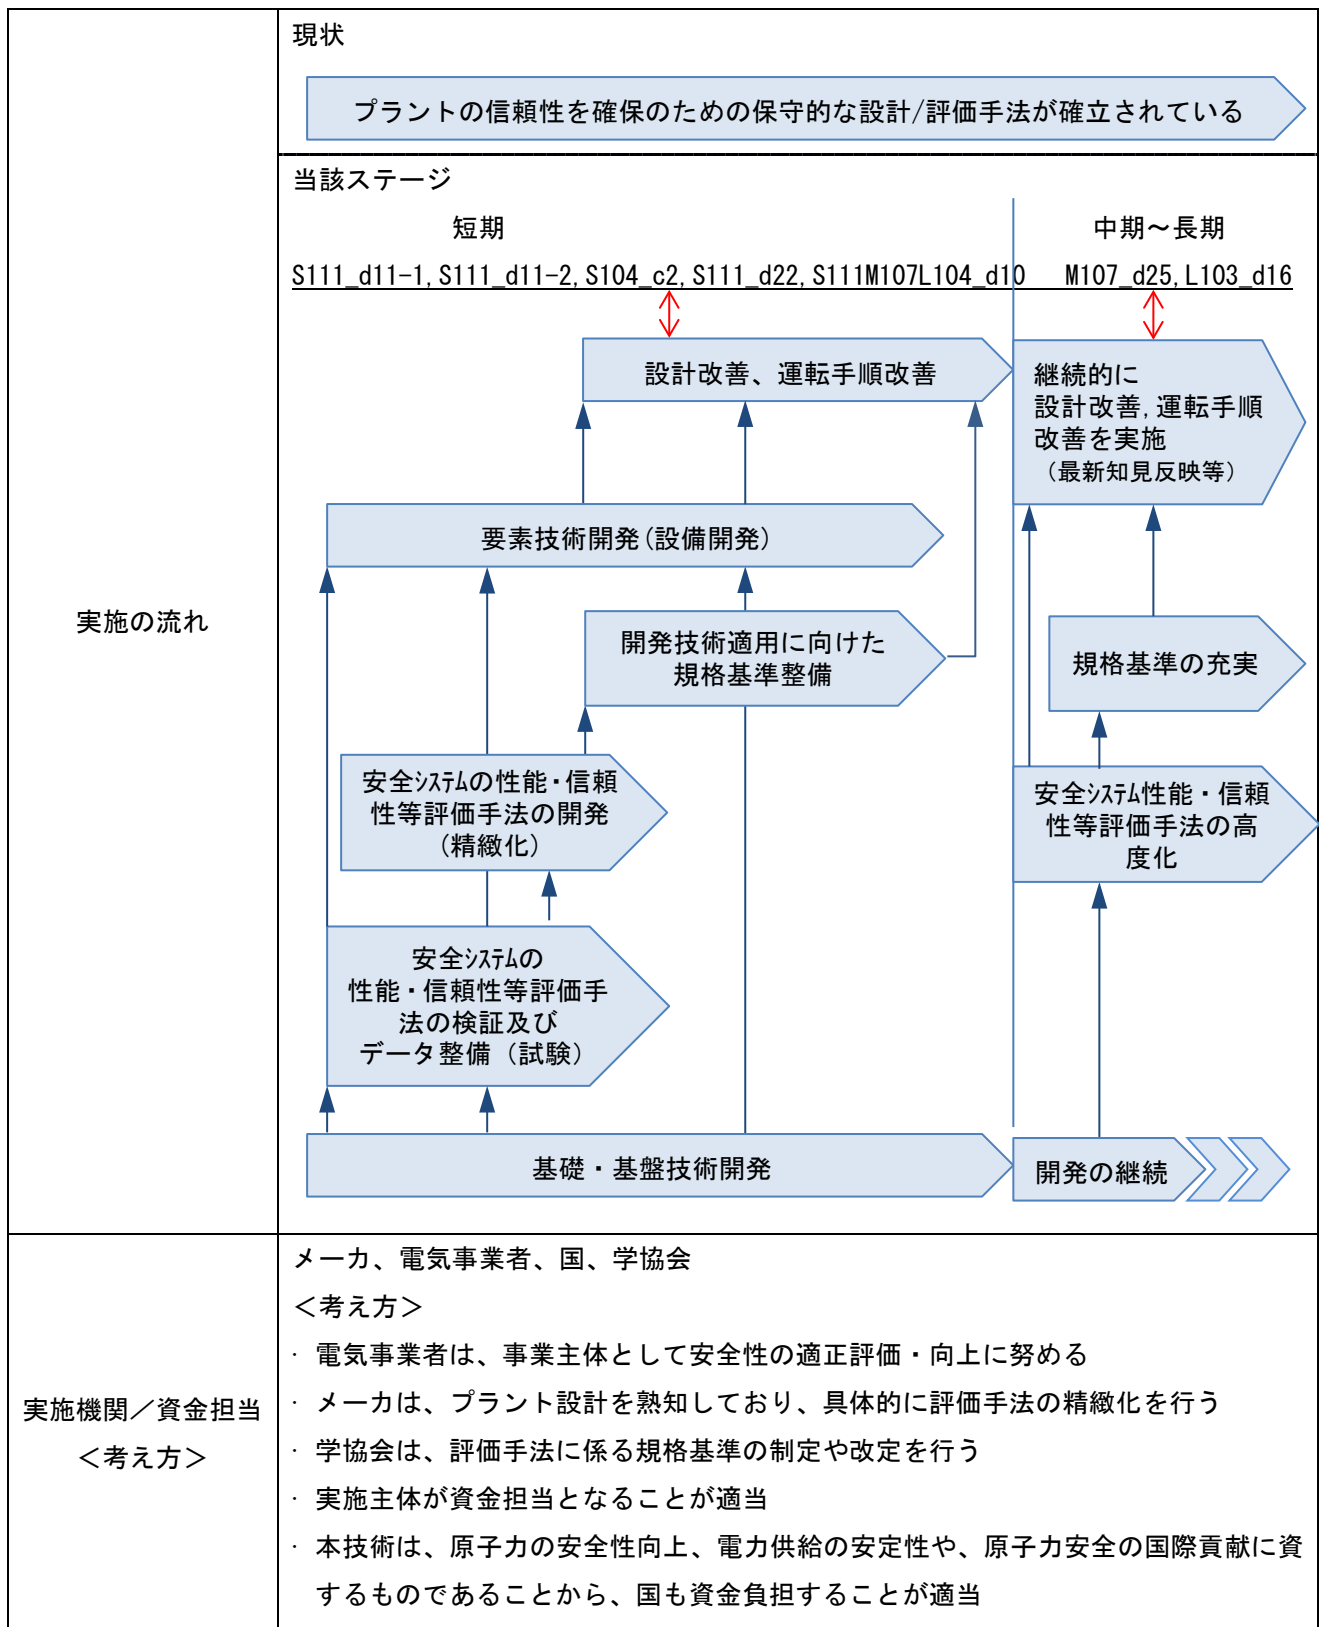 現状
プラントの信頼性を確保のための保守的な設計/評価手法が確立されている
当該ステージ
短期
中期～長期
S111_d11-1,S111_d11-2,S104_c2,S111_d22,S111M107L104_d10
M107_d25,L103_d16
設計改善、運転手順改善
継続的に
設計改善,運転手順
改善を実施
（最新知見反映等）
要素技術開発(設備開発)
実施の流れ
開発技術適用に向けた
規格基準整備
規格基準の充実
安全ｼｽﾃﾑの性能・信頼
性等評価手法の開発
(精緻化)
安全ｼｽﾃﾑ性能・信頼
性等評価手法の高
度化
安全ｼｽﾃﾑの
性能・信頼性等評価手
法の検証及び
データ整備（試験）
基礎・基盤技術開発
開発の継続
実施機関／資金担当
＜考え方＞
メーカ、電気事業者、国、学協会
＜考え方＞
· 電気事業者は、事業主体として安全性の適正評価・向上に努める
· メーカは、プラント設計を熟知しており、具体的に評価手法の精緻化を行う
· 学協会は、評価手法に係る規格基準の制定や改定を行う
· 実施主体が資金担当となることが適当
· 本技術は、原子力の安全性向上、電力供給の安定性や、原子力安全の国際貢献に資
するものであることから、国も資金負担することが適当